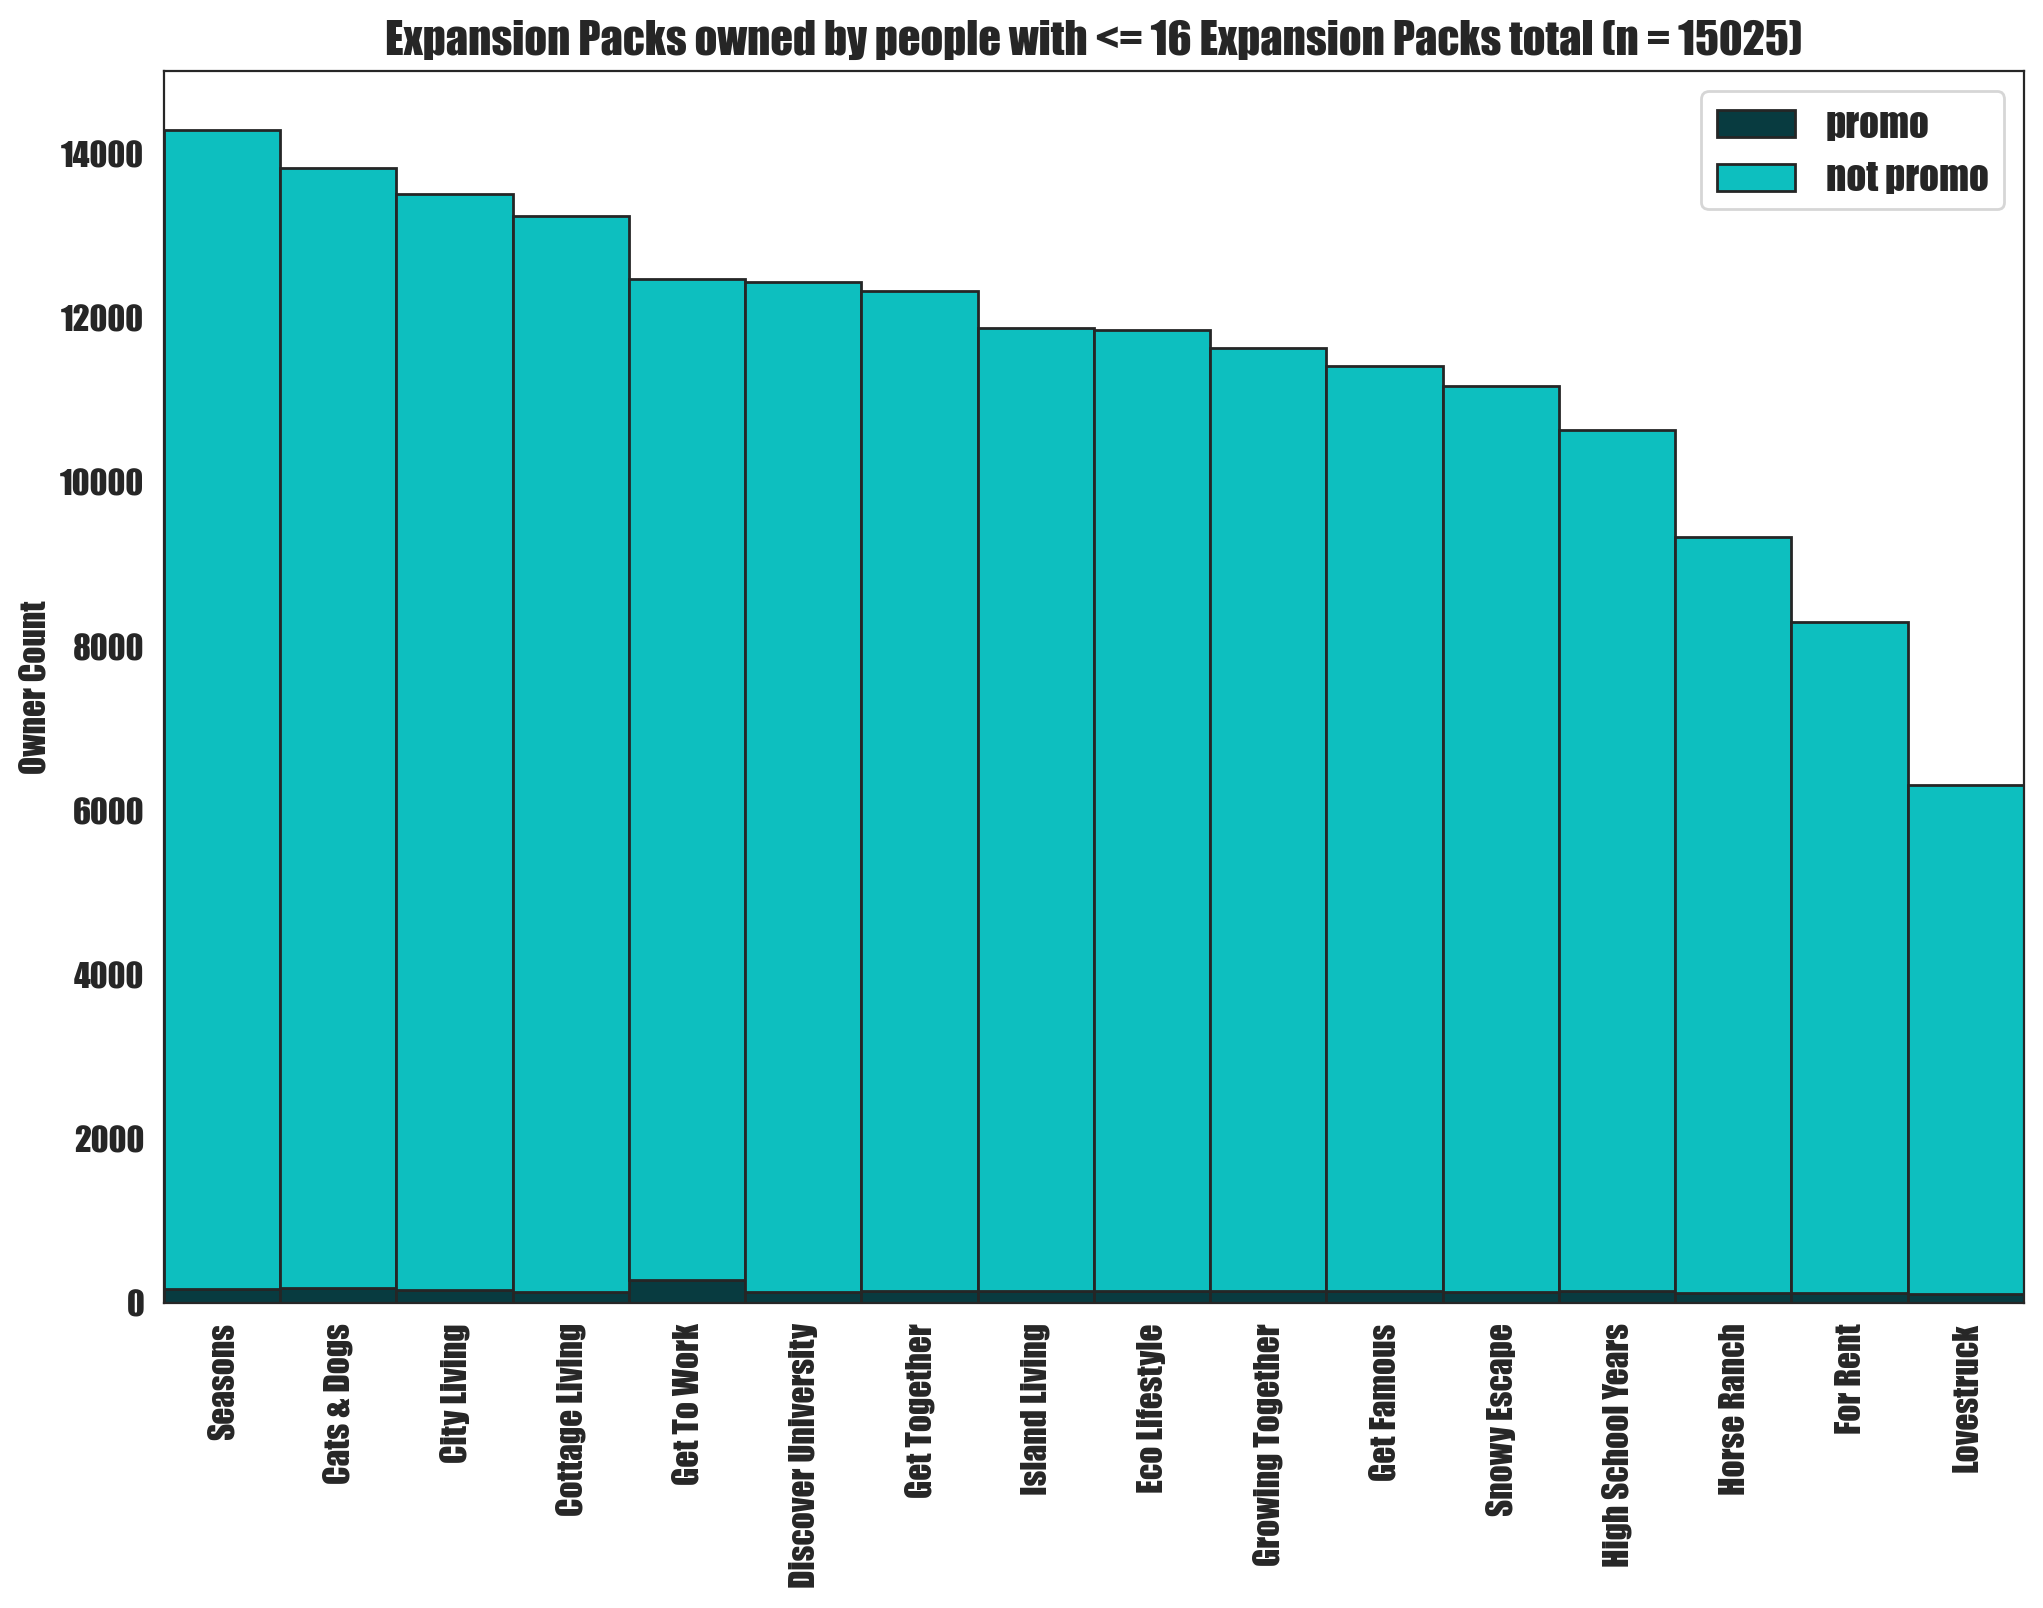 Expansion Packs owned by people with <= 16 Expansion Packs total (n = 15025)
promo
not promo
Owner Count
14000
12000
10000
8000
6000
4000
2000
0
Seasons
Cats & Dogs
City Living
Cottage Living
Get To Work
Discover University
Get Together
Island Living
Eco Lifestyle
Growing Together
Get Famous
Snowy Escape
High School Years
Horse Ranch
For Rent
Lovestruck